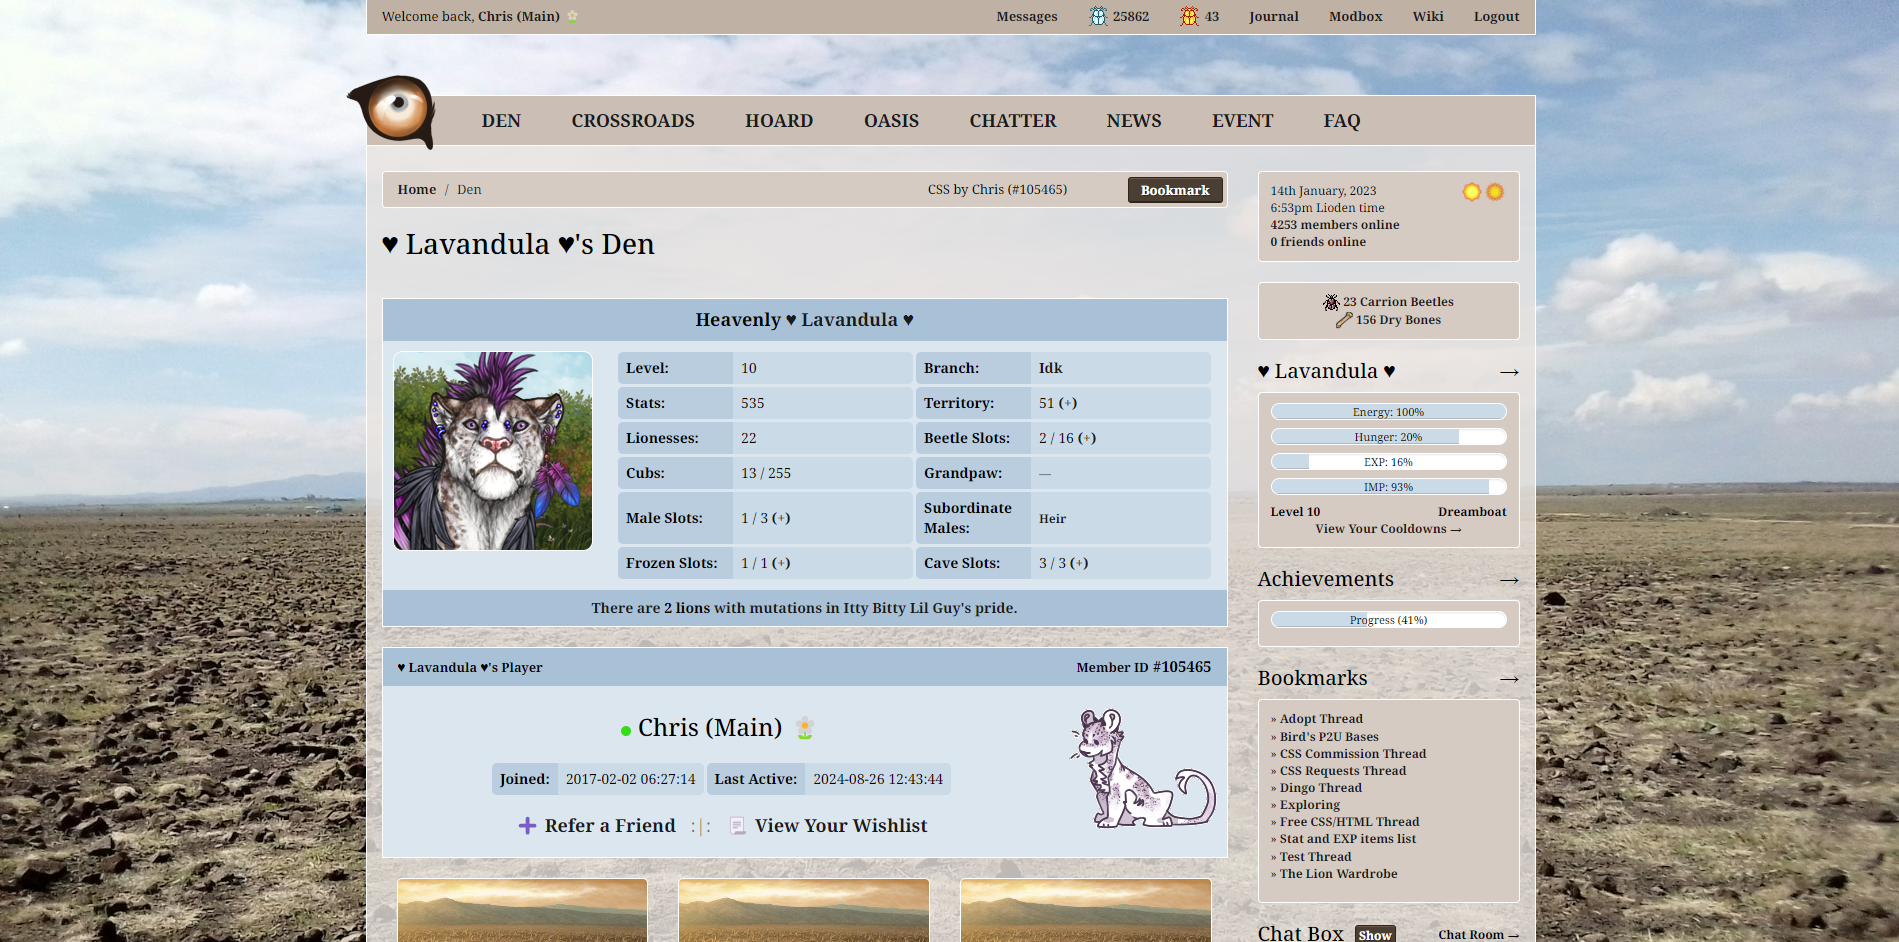 Welcome back, Chris (Main)
Messages 25862 43 Journal Modbox Wiki Logout
DEN CROSSROADS HOARD OASIS CHATTER NEWS EVENT FAQ
Home / Den CSS by Chris (#105465) Bookmark
♥ Lavandula ♥'s Den
Heavenly ♥ Lavandula ♥
Level: 10 Branch: Idk
Stats: 535 Territory: 51 (+)
Lionesses: 22 Beetle Slots: 2 / 16 (+)
Cubs: 13 / 255 Grandpaw: —
Male Slots: 1 / 3 (+) Subordinate Males: Heir
Frozen Slots: 1 / 1 (+) Cave Slots: 3 / 3 (+)
There are 2 lions with mutations in Itty Bitty Lil Guy's pride.
♥ Lavandula ♥'s Player Member ID #105465
Chris (Main)
Joined: 2017-02-02 06:27:14 Last Active: 2024-08-26 12:43:44
Refer a Friend :|: View Your Wishlist
14th January, 2023
6:53pm Lioden time
4253 members online
0 friends online
23 Carrion Beetles
156 Dry Bones
♥ Lavandula ♥ →
Energy: 100%
Hunger: 20%
EXP: 16%
IMP: 93%
Level 10 Dreamboat
View Your Cooldowns →
Achievements →
Progress (41%)
Bookmarks →
» Adopt Thread
» Bird's P2U Bases
» CSS Commission Thread
» CSS Requests Thread
» Dingo Thread
» Exploring
» Free CSS/HTML Thread
» Stat and EXP items list
» Test Thread
» The Lion Wardrobe
Chat Box Show Chat Room →